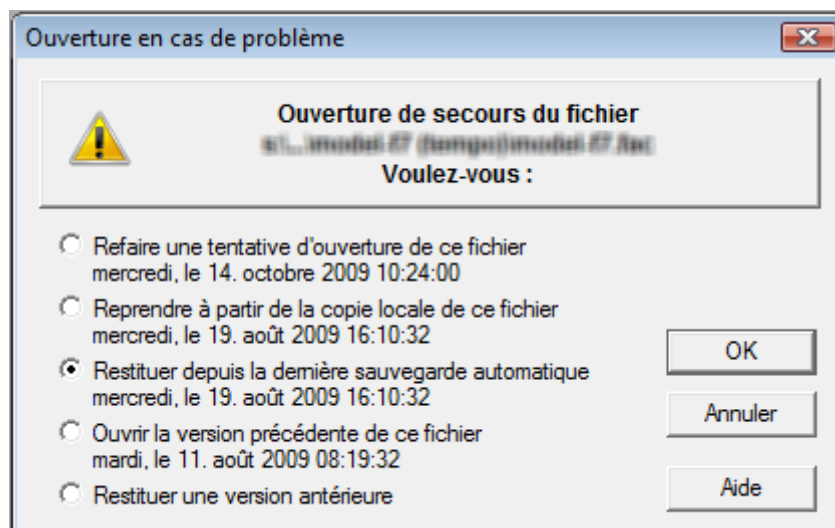 Ouverture en cas de problème
Ouverture de secours du fichier
Voulez-vous :
Refaire une tentative d'ouverture de ce fichier
mercredi, le 14. octobre 2009 10:24:00
Reprendre à partir de la copie locale de ce fichier
mercredi, le 19. août 2009 16:10:32
Restituer depuis la dernière sauvegarde automatique
mercredi, le 19. août 2009 16:10:32
Ouvrir la version précédente de ce fichier
mardi, le 11. août 2009 08:19:32
Restituer une version antérieure
OK
Annuler
Aide